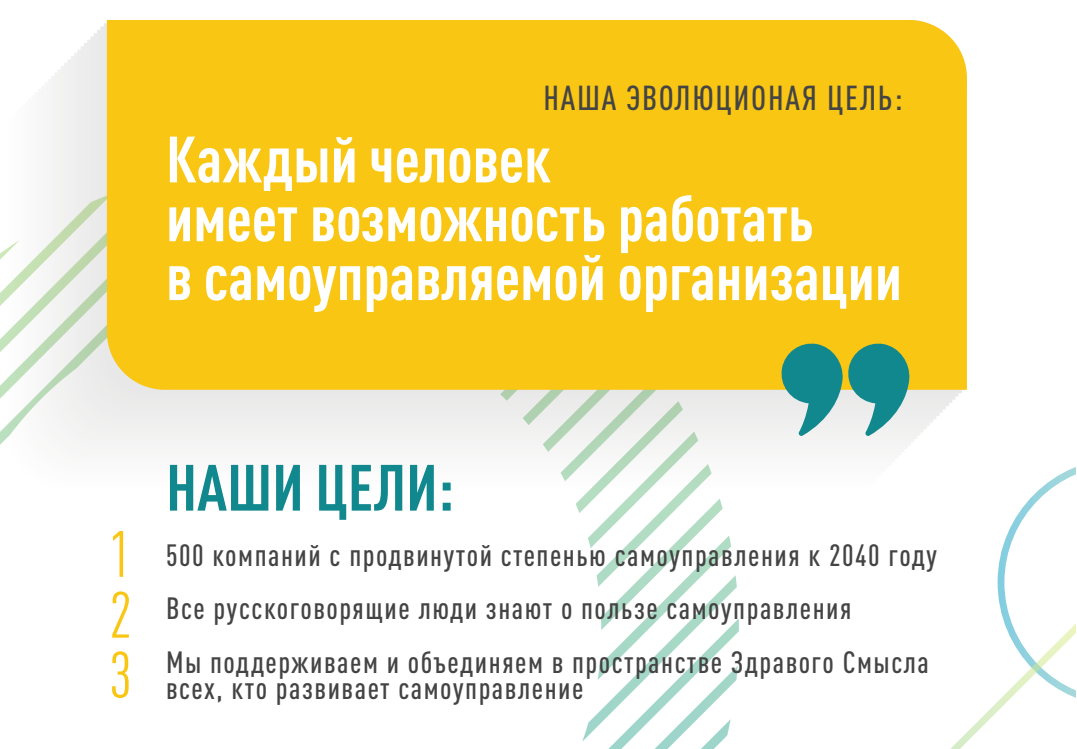 НАША ЭВОЛЮЦИОНАЯ ЦЕЛЬ:
Каждый человек
имеет возможность работать
в самоуправляемой организации
”
НАШИ ЦЕЛИ:
1 500 компаний с продвинутой степенью самоуправления к 2040 году
2 Все русскоговорящие люди знают о пользе самоуправления
3 Мы поддерживаем и объединяем в пространстве Здравого Смысла
всех, кто развивает самоуправление